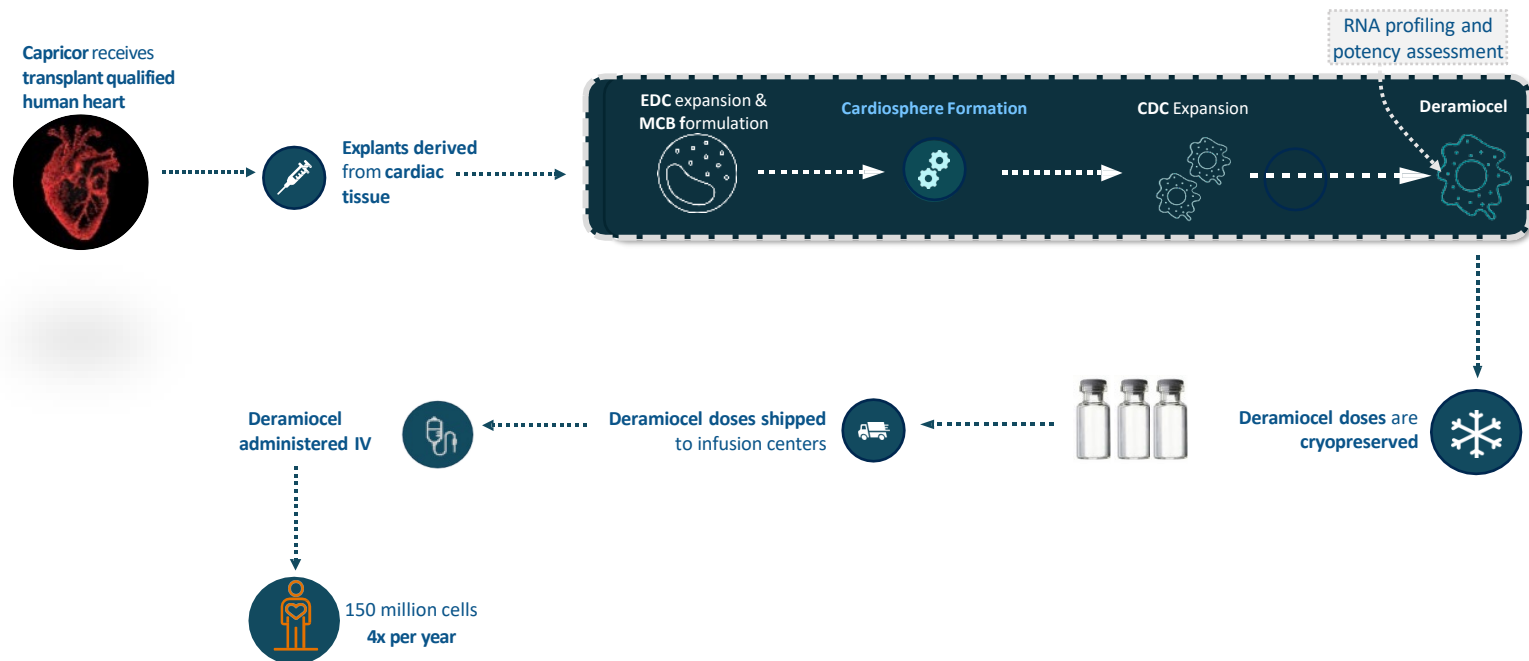 Capricor receives
transplant qualified
human heart
Explants derived
from cardiac
tissue
EDC expansion &
MCB formulation
Cardiosphere Formation
CDC Expansion
RNA profiling and
potency assessment
Deramiocel
Deramiocel doses are
cryopreserved
Deramiocel doses shipped
to infusion centers
Deramiocel
administered IV
150 million cells
4x per year